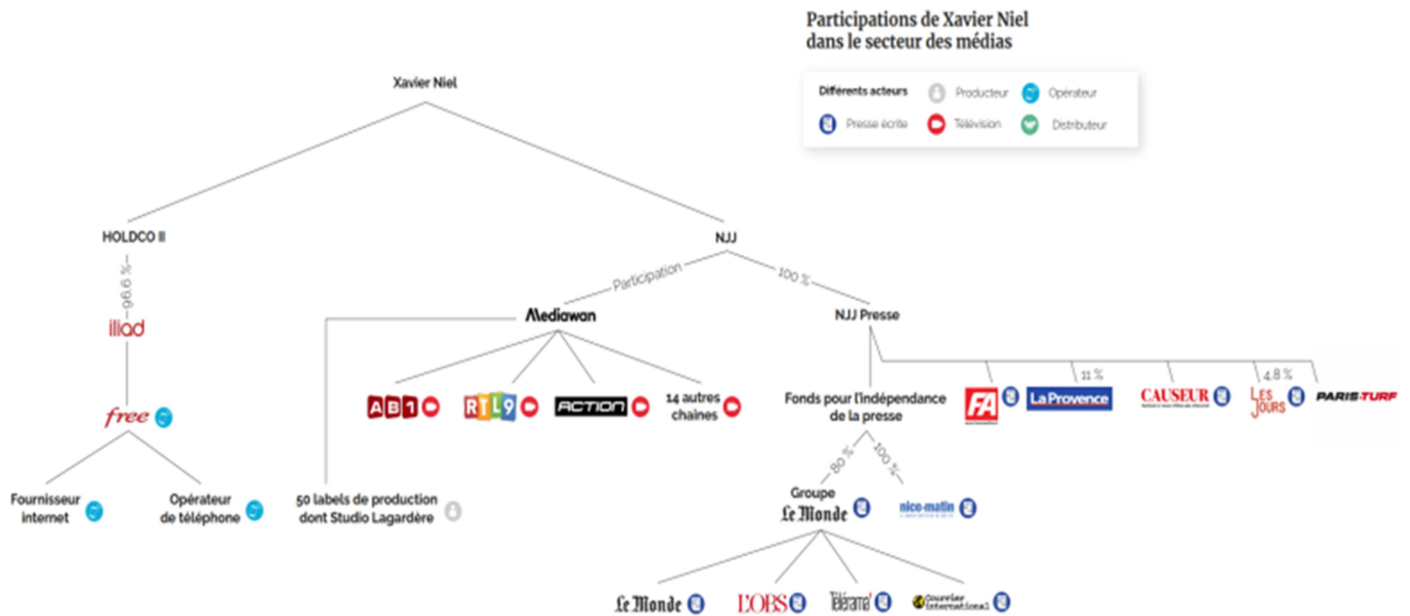 Participations de Xavier Niel
dans le secteur des médias
Différents acteurs
Producteur
Opérateur
Presse écrite
Télévision
Distributeur
Xavier Niel
HOLDCO II
NJJ
96.6 %
Participation
100 %
iliad
Mediawan
NJJ Presse
free
AB1
RTL9
ACTION
14 autres
chaines
Fonds pour l'indépendance
de la presse
FA
11 %
La Provence
CAUSEUR
4,8 %
LES
JOURS
PARIS-TURF
80 %
100 %
Fournisseur
internet
Opérateur
de téléphone
50 labels de production
dont Studio Lagardère
Groupe
Le Monde
nice-matin
Le Monde
L'OBS
Télérama'
Courrier
international